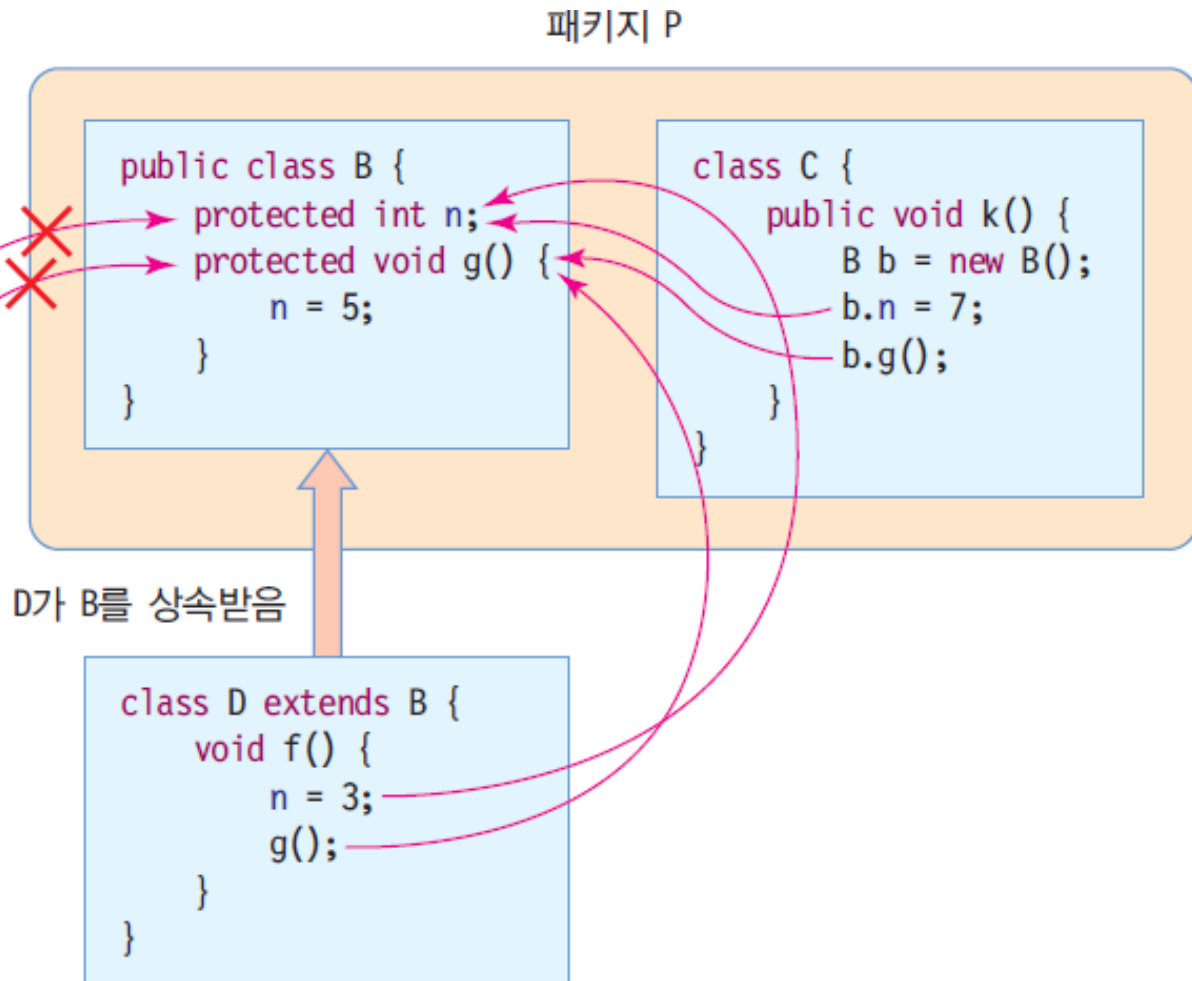 패키지 P
public class B {
protected int n;
protected void g() {
n = 5;
}
}
class C {
public void k() {
B b = new B();
b.n = 7;
b.g();
}
}
D가 B를 상속받음
class D extends B {
void f() {
n = 3;
g();
}
}